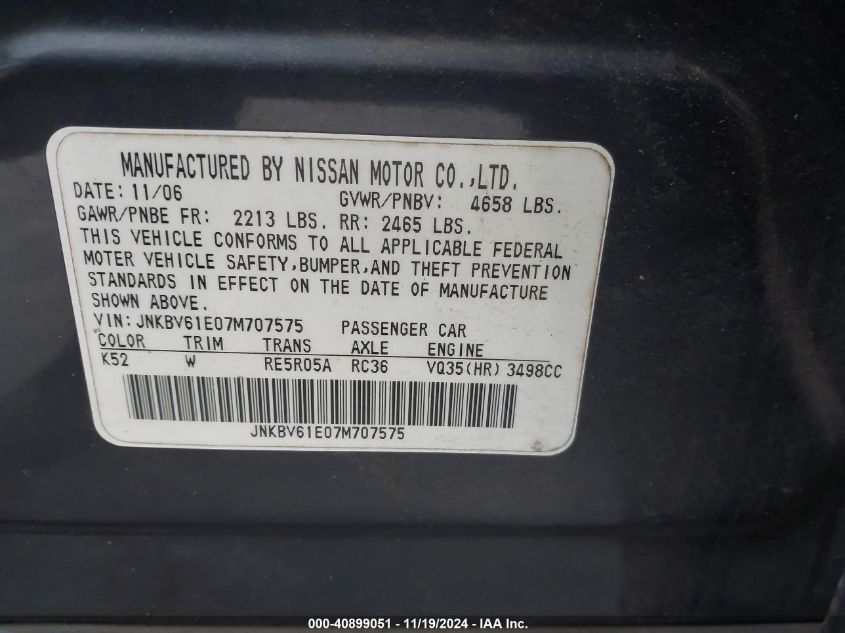 MANUFACTURED BY NISSAN MOTOR CO.,LTD.
DATE: 11/06 GVWR/PNBV: 4658 LBS.
GAWR/PNBE FR: 2213 LBS. RR: 2465 LBS.
THIS VEHICLE CONFORMS TO ALL APPLICABLE FEDERAL
MOTER VEHICLE SAFETY,BUMPER,AND THEFT PREVENTION
STANDARDS IN EFFECT ON THE DATE OF MANUFACTURE
SHOWN ABOVE.
VIN: JNKBV61E07M707575 PASSENGER CAR
COLOR TRIM TRANS AXLE ENGINE
K52 W RE5R05A RC36 VQ35(HR) 3498CC
JNKBV61E07M707575
000-40899051 - 11/19/2024 - IAA Inc.